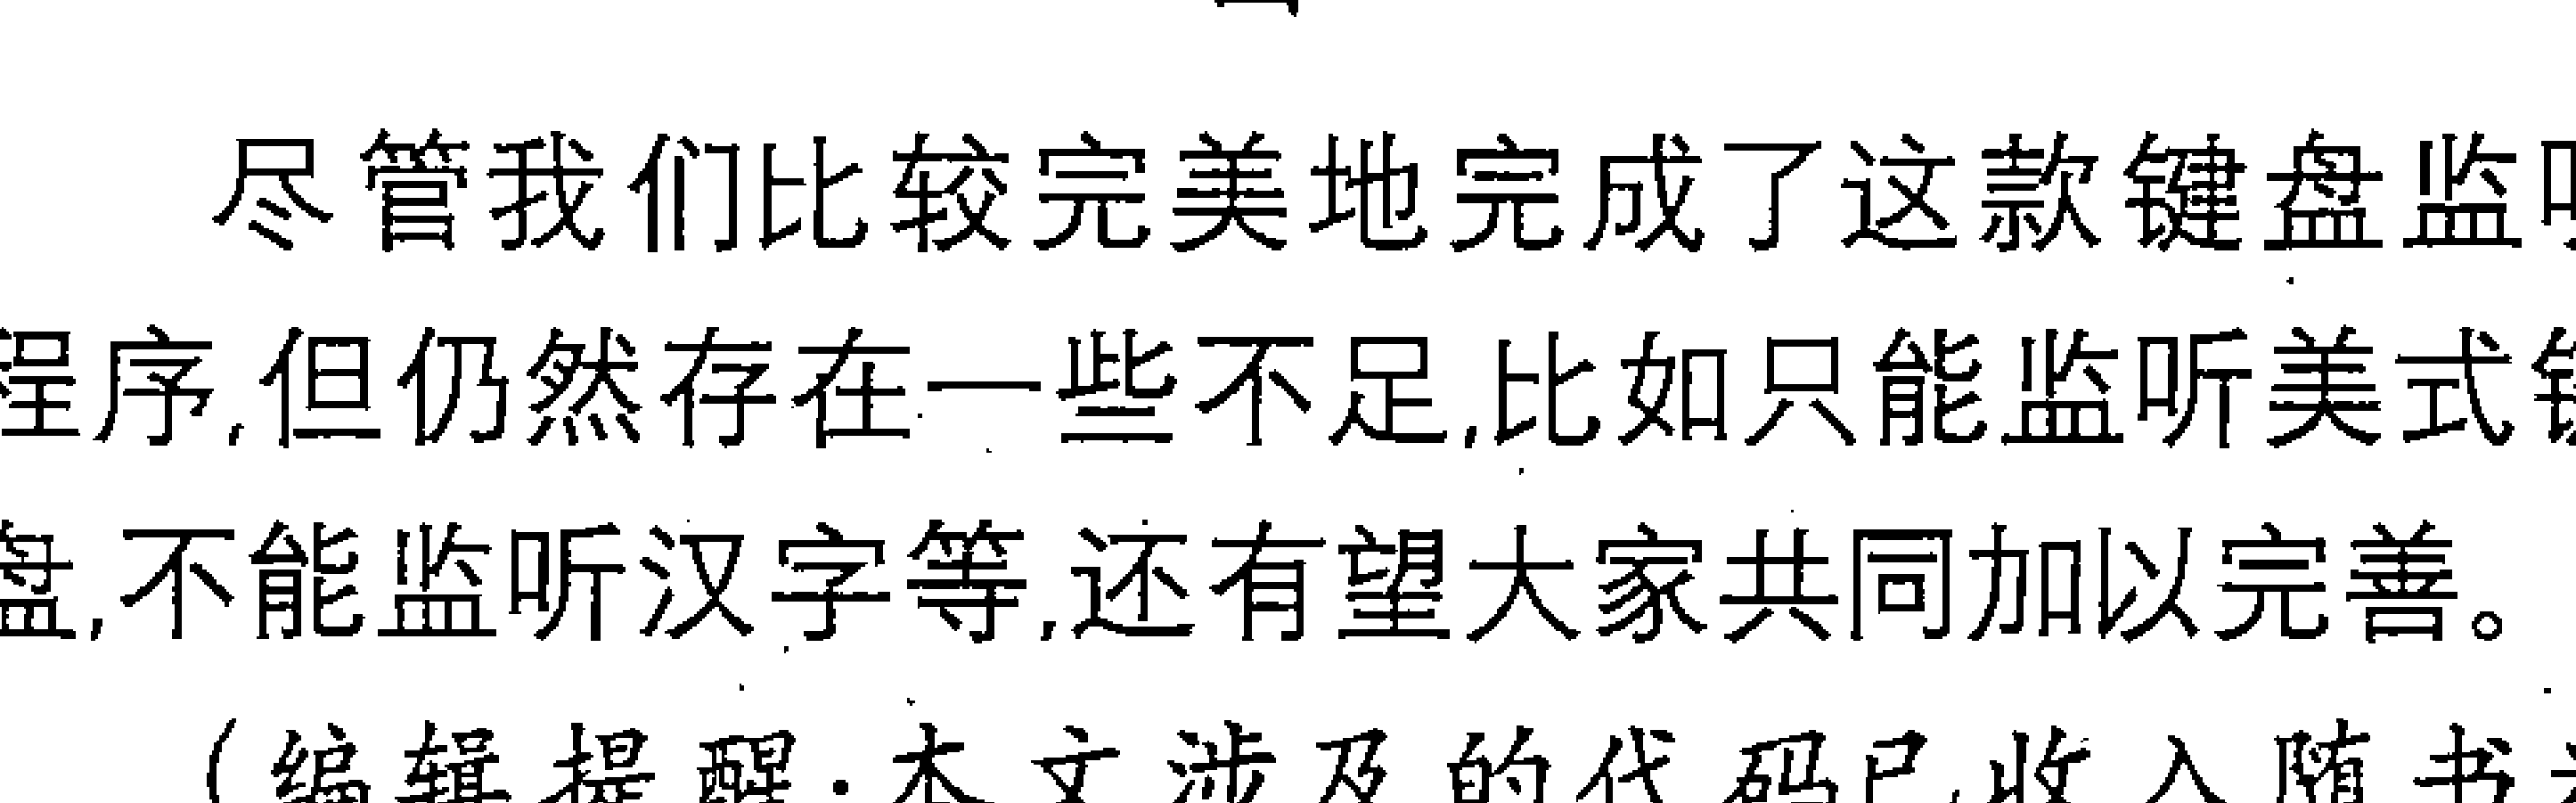 尽管我们比较完美地完成了这款键盘监听
程序,但仍然存在一些不足,比如只能监听美式键
盘,不能监听汉字等,还有望大家共同加以完善。
(编辑提醒:本文涉及的代码已收入随书